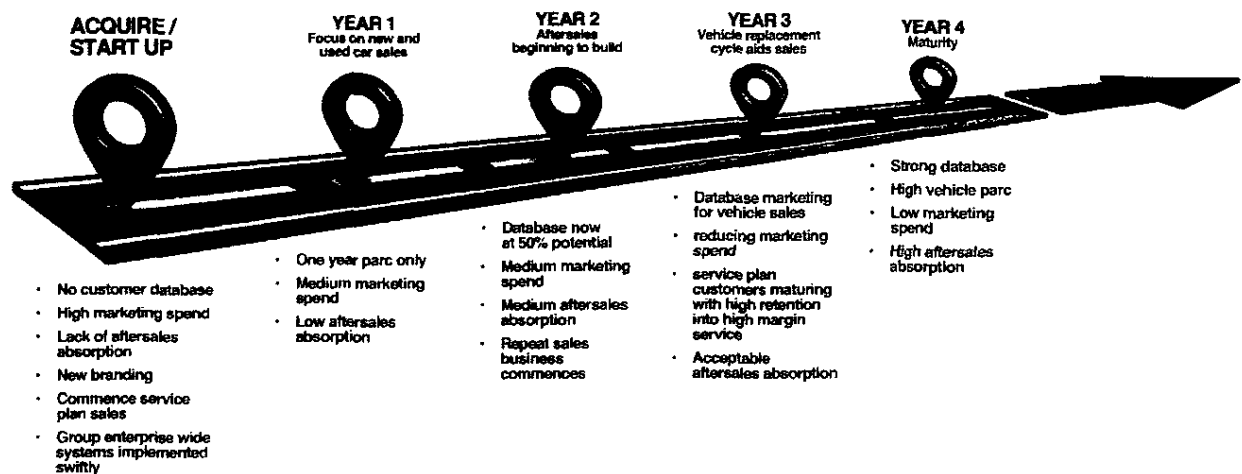 ACQUIRE /
START UP
YEAR 1
Focus on new and
used car sales
YEAR 2
Aftersales
beginning to build
YEAR 3
Vehicle replacement
cycle aids sales
YEAR 4
Maturity
• No customer database
• High marketing spend
• Lack of aftersales
absorption
• New branding
• Commence service
plan sales
• Group enterprise wide
systems implemented
swiftly
• One year parc only
• Medium marketing
spend
• Low aftersales
absorption
• Database now
at 50% potential
• Medium marketing
spend
• Medium aftersales
absorption
• Repeat sales
business
commences
• Database marketing
for vehicle sales
• reducing marketing
spend
• service plan
customers maturing
with high retention
into high margin
service
• Acceptable
aftersales absorption
• Strong database
• High vehicle parc
• Low marketing
spend
• High aftersales
absorption